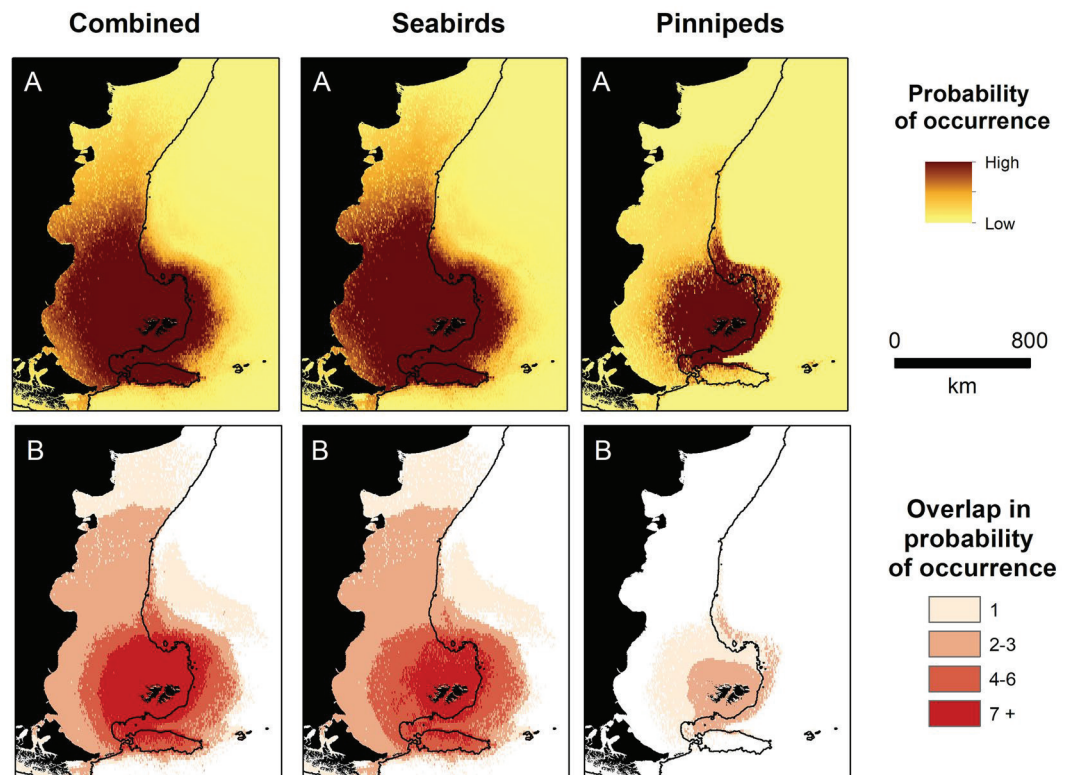 Combined
Seabirds
Pinnipeds
A
A
A
Probability
of occurrence
High
Low
0
800
km
B
B
B
Overlap in
probability
of occurrence
1
2-3
4-6
7 +